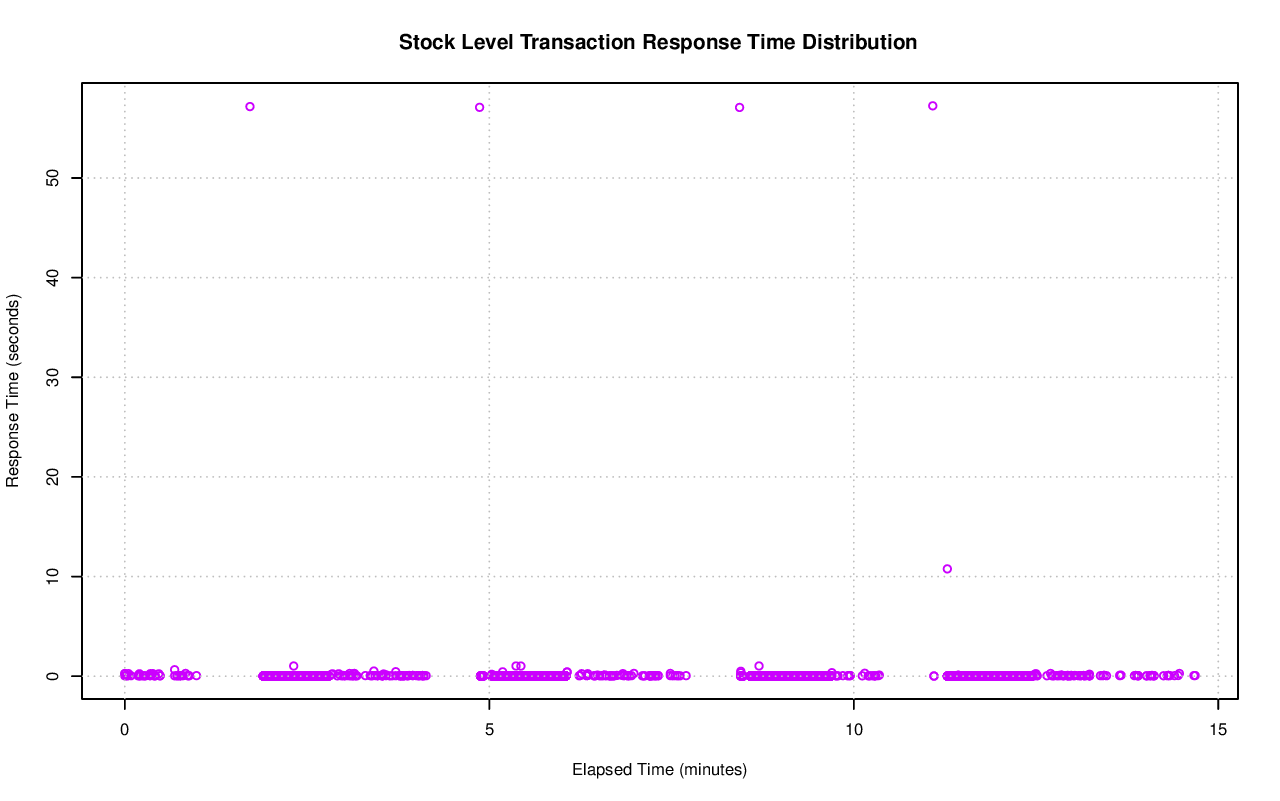 Stock Level Transaction Response Time Distribution
Response Time (seconds)
50
40
30
20
10
0
0 5 10 15
Elapsed Time (minutes)